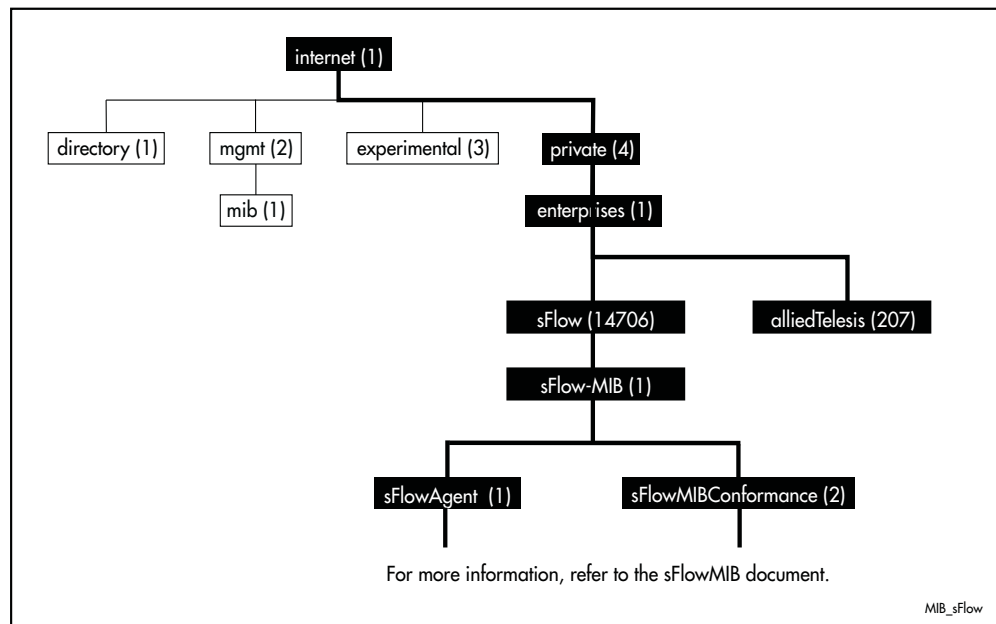 internet (1)
directory (1)
mgmt (2)
experimental (3)
private (4)
mib (1)
enterprises (1)
sFlow (14706)
alliedTelesis (207)
sFlow-MIB (1)
sFlowAgent (1)
sFlowMIBConformance (2)
For more information, refer to the sFlowMIB document.
MIB_sFlow